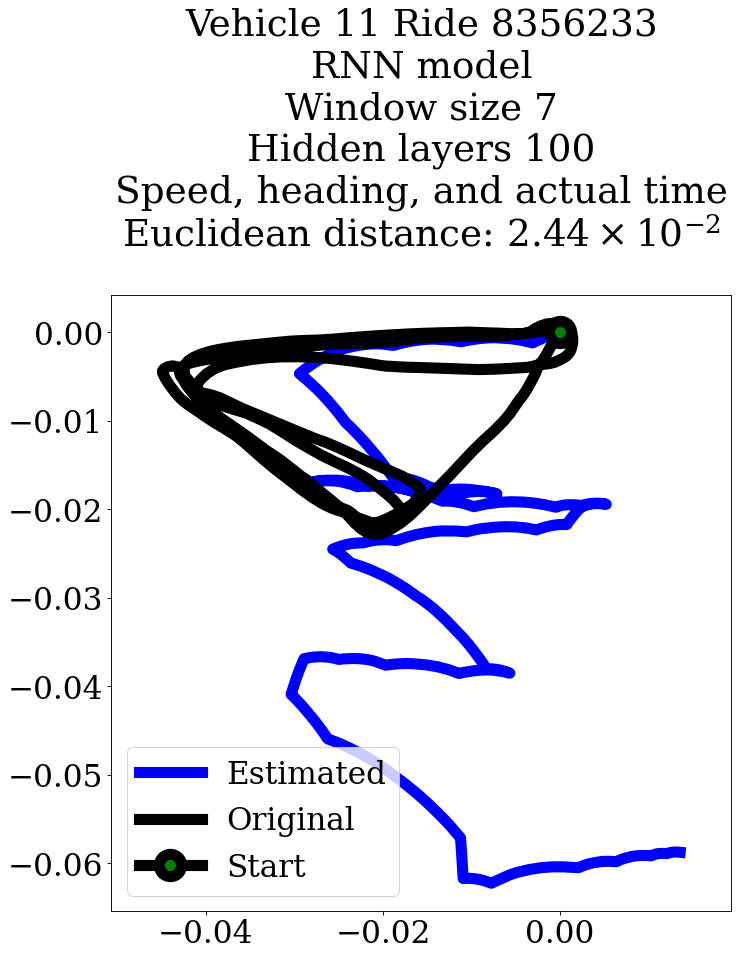 Vehicle 11 Ride 8356233
RNN model
Window size 7
Hidden layers 100
Speed, heading, and actual time
Euclidean distance: 2.44 × 10⁻²
0.00
−0.01
−0.02
−0.03
−0.04
−0.05
−0.06
Estimated
Original
Start
−0.04 −0.02 0.00